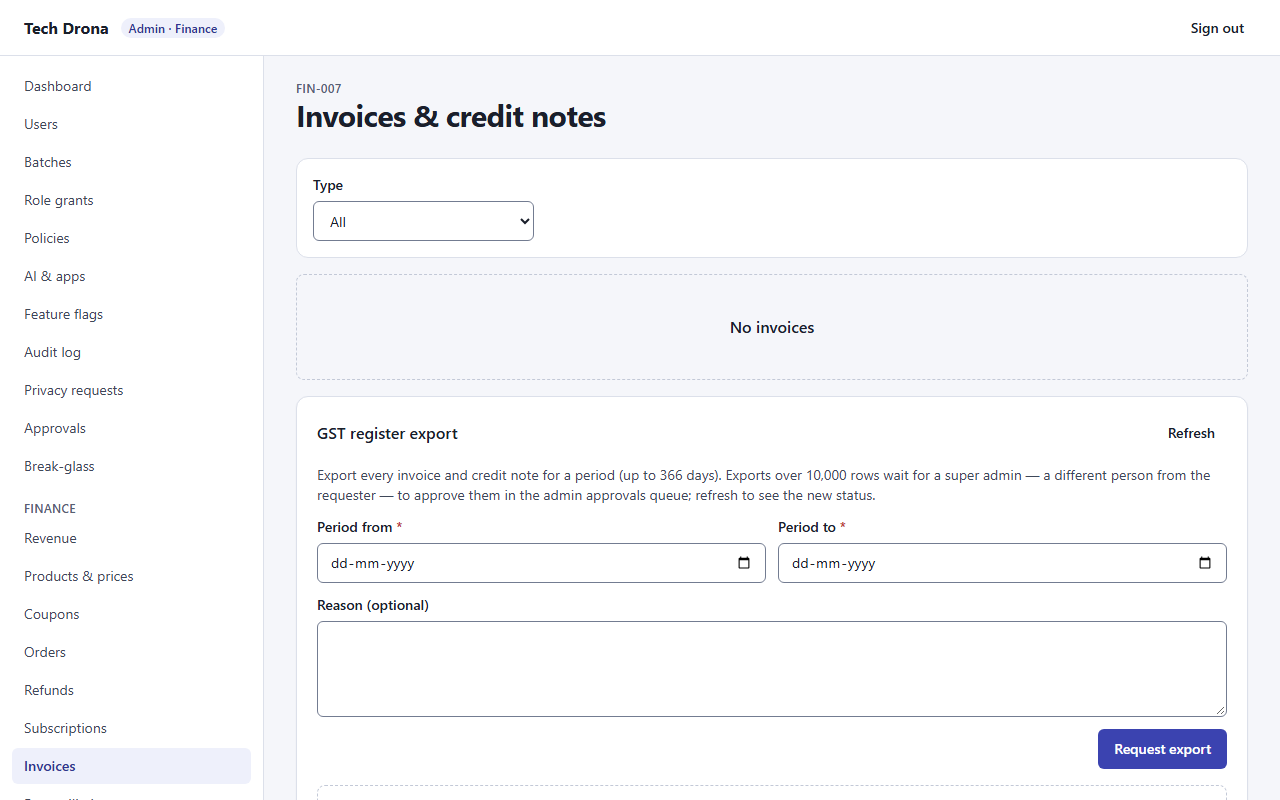 Tech Drona
Admin · Finance
Sign out
Dashboard
Users
Batches
Role grants
Policies
AI & apps
Feature flags
Audit log
Privacy requests
Approvals
Break-glass
FINANCE
Revenue
Products & prices
Coupons
Orders
Refunds
Subscriptions
Invoices
FIN-007
Invoices & credit notes
Type
All
No invoices
GST register export
Refresh
Export every invoice and credit note for a period (up to 366 days). Exports over 10,000 rows wait for a super admin — a different person from the
requester — to approve them in the admin approvals queue; refresh to see the new status.
Period from *
Period to *
dd-mm-yyyy
dd-mm-yyyy
Reason (optional)
Request export